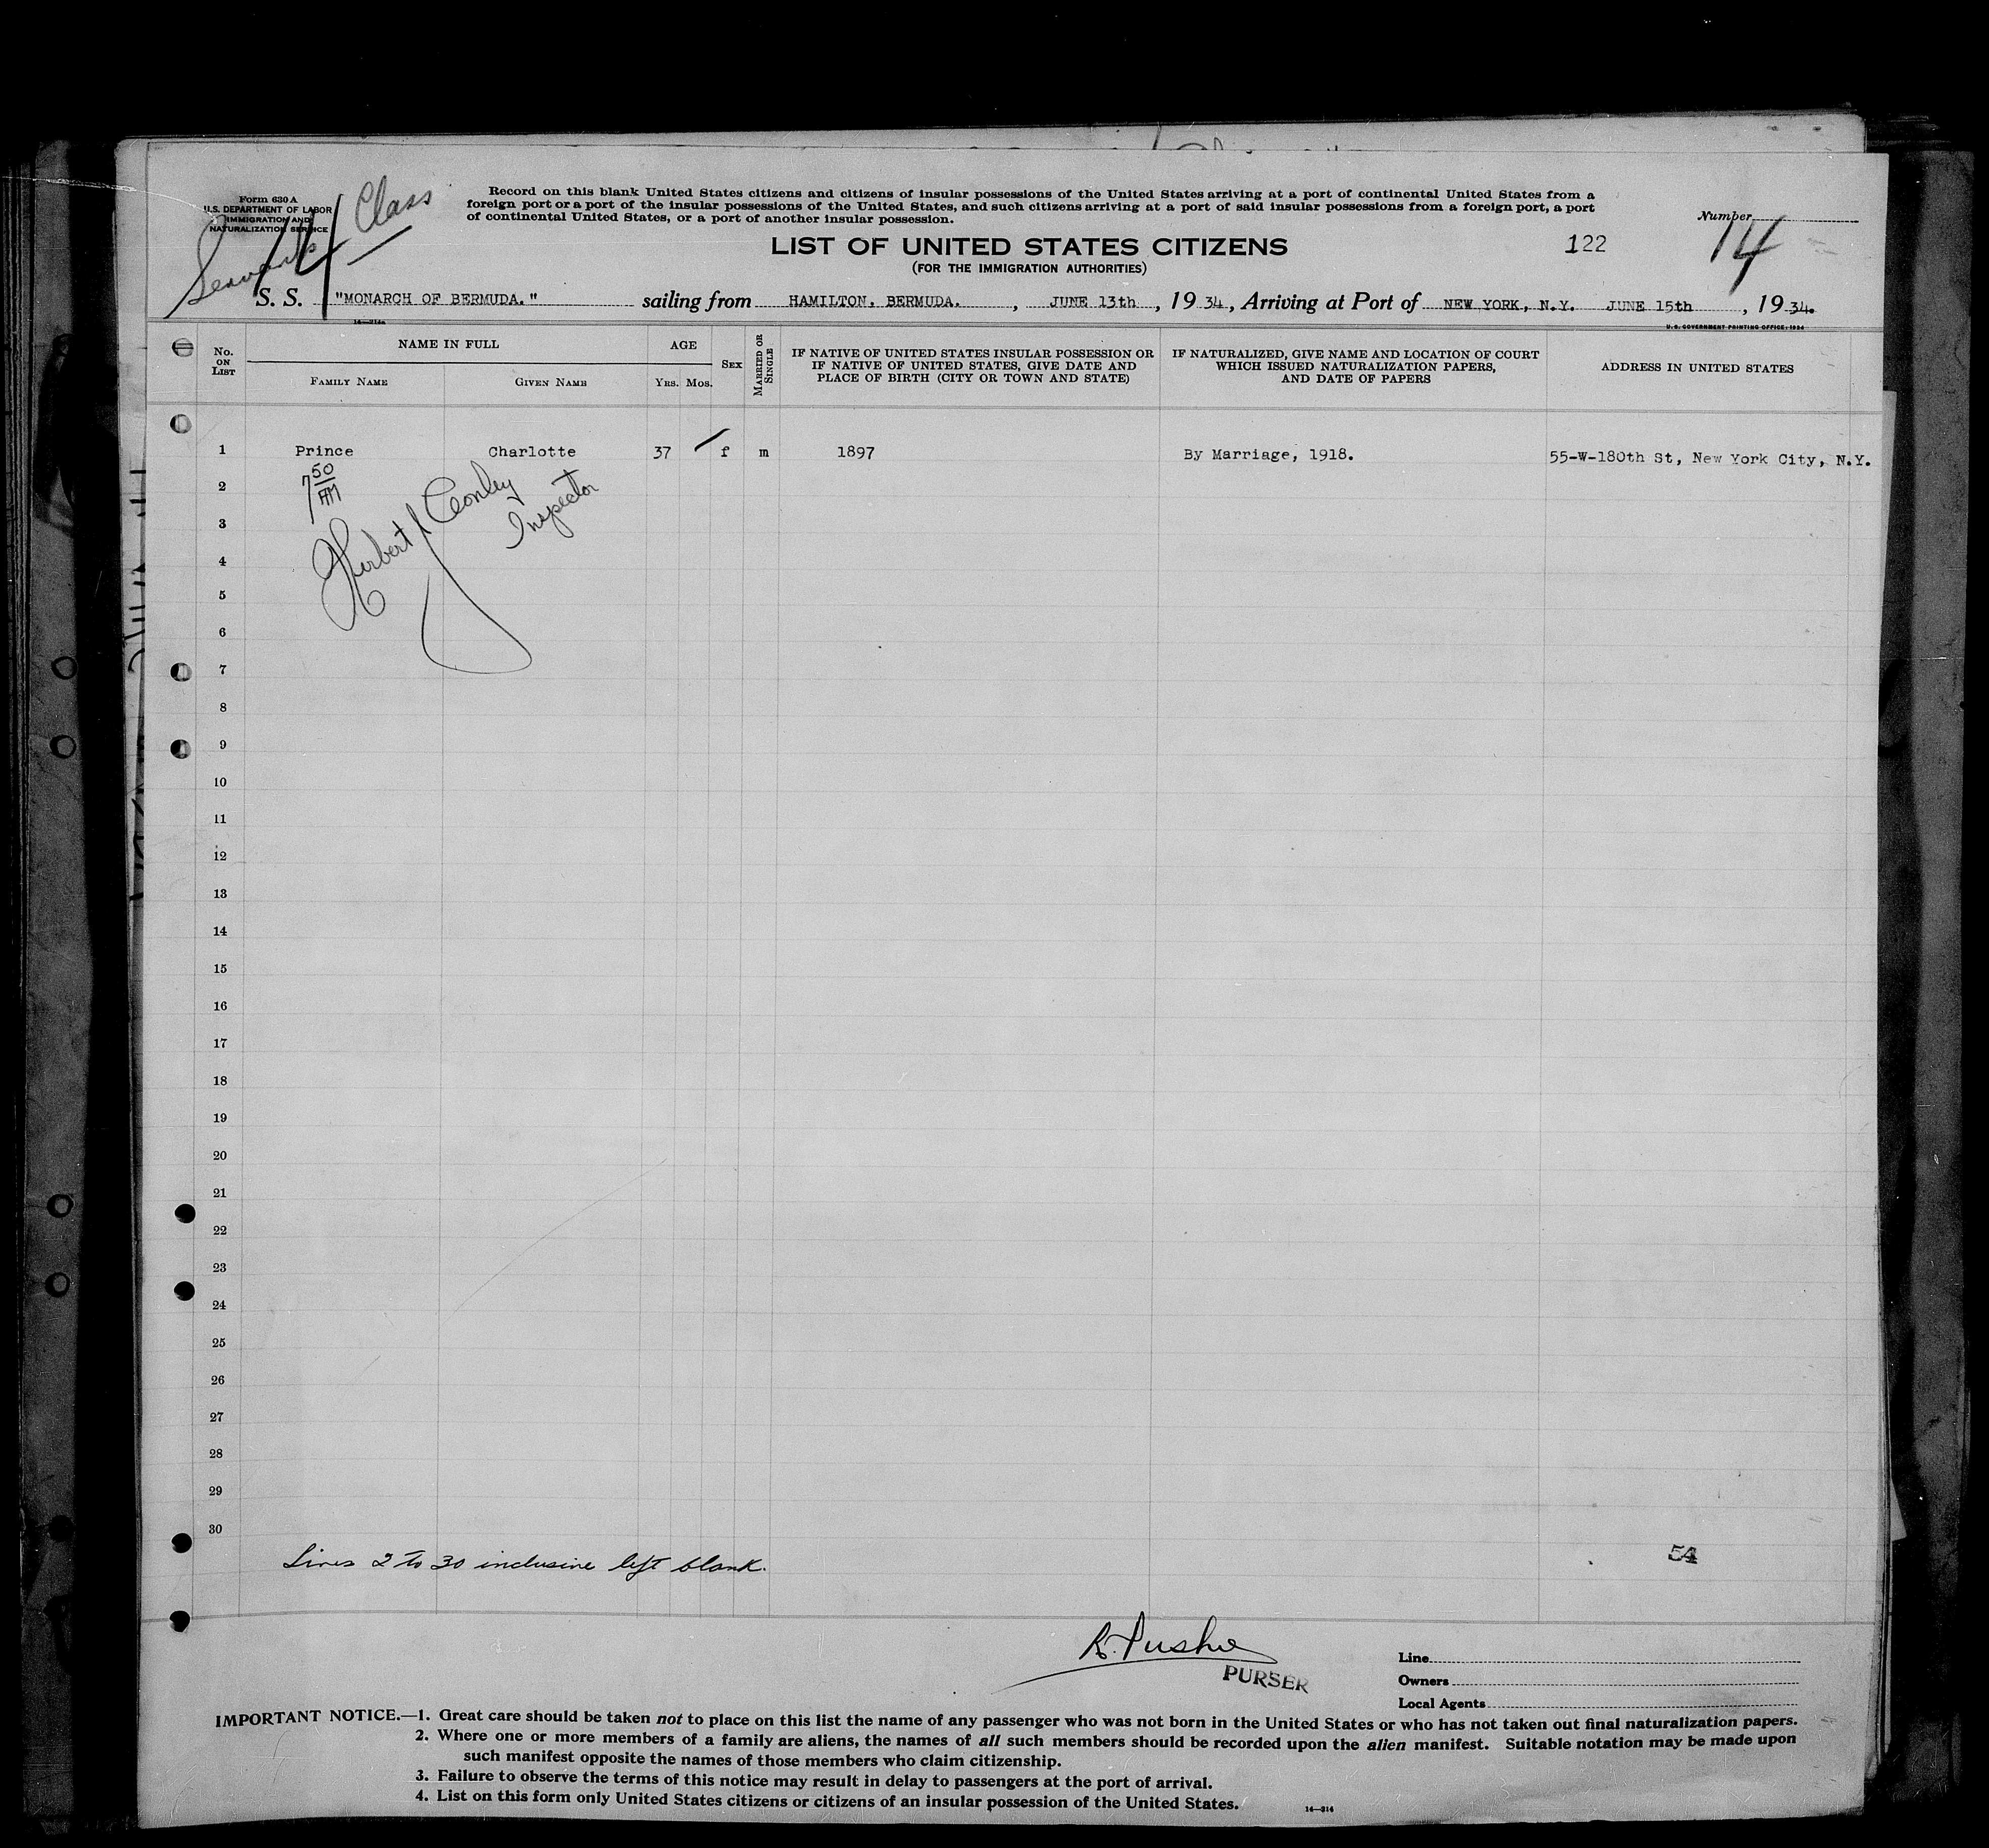 Form 630 A
U.S. DEPARTMENT OF LABOR
IMMIGRATION AND
NATURALIZATION SERVICE
Class
14
Record on this blank United States citizens and citizens of insular possessions of the United States arriving at a port of continental United States from a
foreign port or a port of the insular possessions of the United States, and such citizens arriving at a port of said insular possessions from a foreign port, a port
of continental United States, or a port of another insular possession.
Number
LIST OF UNITED STATES CITIZENS
122
14
(FOR THE IMMIGRATION AUTHORITIES)
S. S. "MONARCH OF BERMUDA." sailing from HAMILTON. BERMUDA. , JUNE 13th , 19 34 , Arriving at Port of NEW YORK, N.Y. JUNE 15th , 19 34.
U. S. GOVERNMENT PRINTING OFFICE: 1934
No. ON LIST
NAME IN FULL
FAMILY NAME
GIVEN NAME
AGE
YRS. MOS.
SEX
MARRIED OR SINGLE
IF NATIVE OF UNITED STATES INSULAR POSSESSION OR
IF NATIVE OF UNITED STATES, GIVE DATE AND
PLACE OF BIRTH (CITY OR TOWN AND STATE)
IF NATURALIZED, GIVE NAME AND LOCATION OF COURT
WHICH ISSUED NATURALIZATION PAPERS,
AND DATE OF PAPERS
ADDRESS IN UNITED STATES
1 Prince Charlotte 37 f m 1897 By Marriage, 1918. 55-W-180th St, New York City, N.Y.
7 50 AM
Herbert J Conley
Inspector
2
3
4
5
6
7
8
9
10
11
12
13
14
15
16
17
18
19
20
21
22
23
24
25
26
27
28
29
30
Lines 2 to 30 inclusive left blank.
54
PURSER
Line
Owners
Local Agents
IMPORTANT NOTICE.—1. Great care should be taken not to place on this list the name of any passenger who was not born in the United States or who has not taken out final naturalization papers.
2. Where one or more members of a family are aliens, the names of all such members should be recorded upon the alien manifest. Suitable notation may be made upon
such manifest opposite the names of those members who claim citizenship.
3. Failure to observe the terms of this notice may result in delay to passengers at the port of arrival.
4. List on this form only United States citizens or citizens of an insular possession of the United States.
14—314